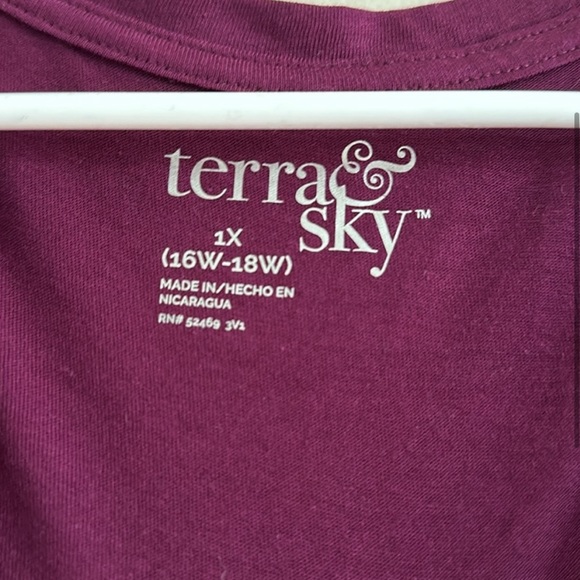 terra&
sky™
1X
(16W-18W)
MADE IN/HECHO EN
NICARAGUA
RN# 52469 3V1